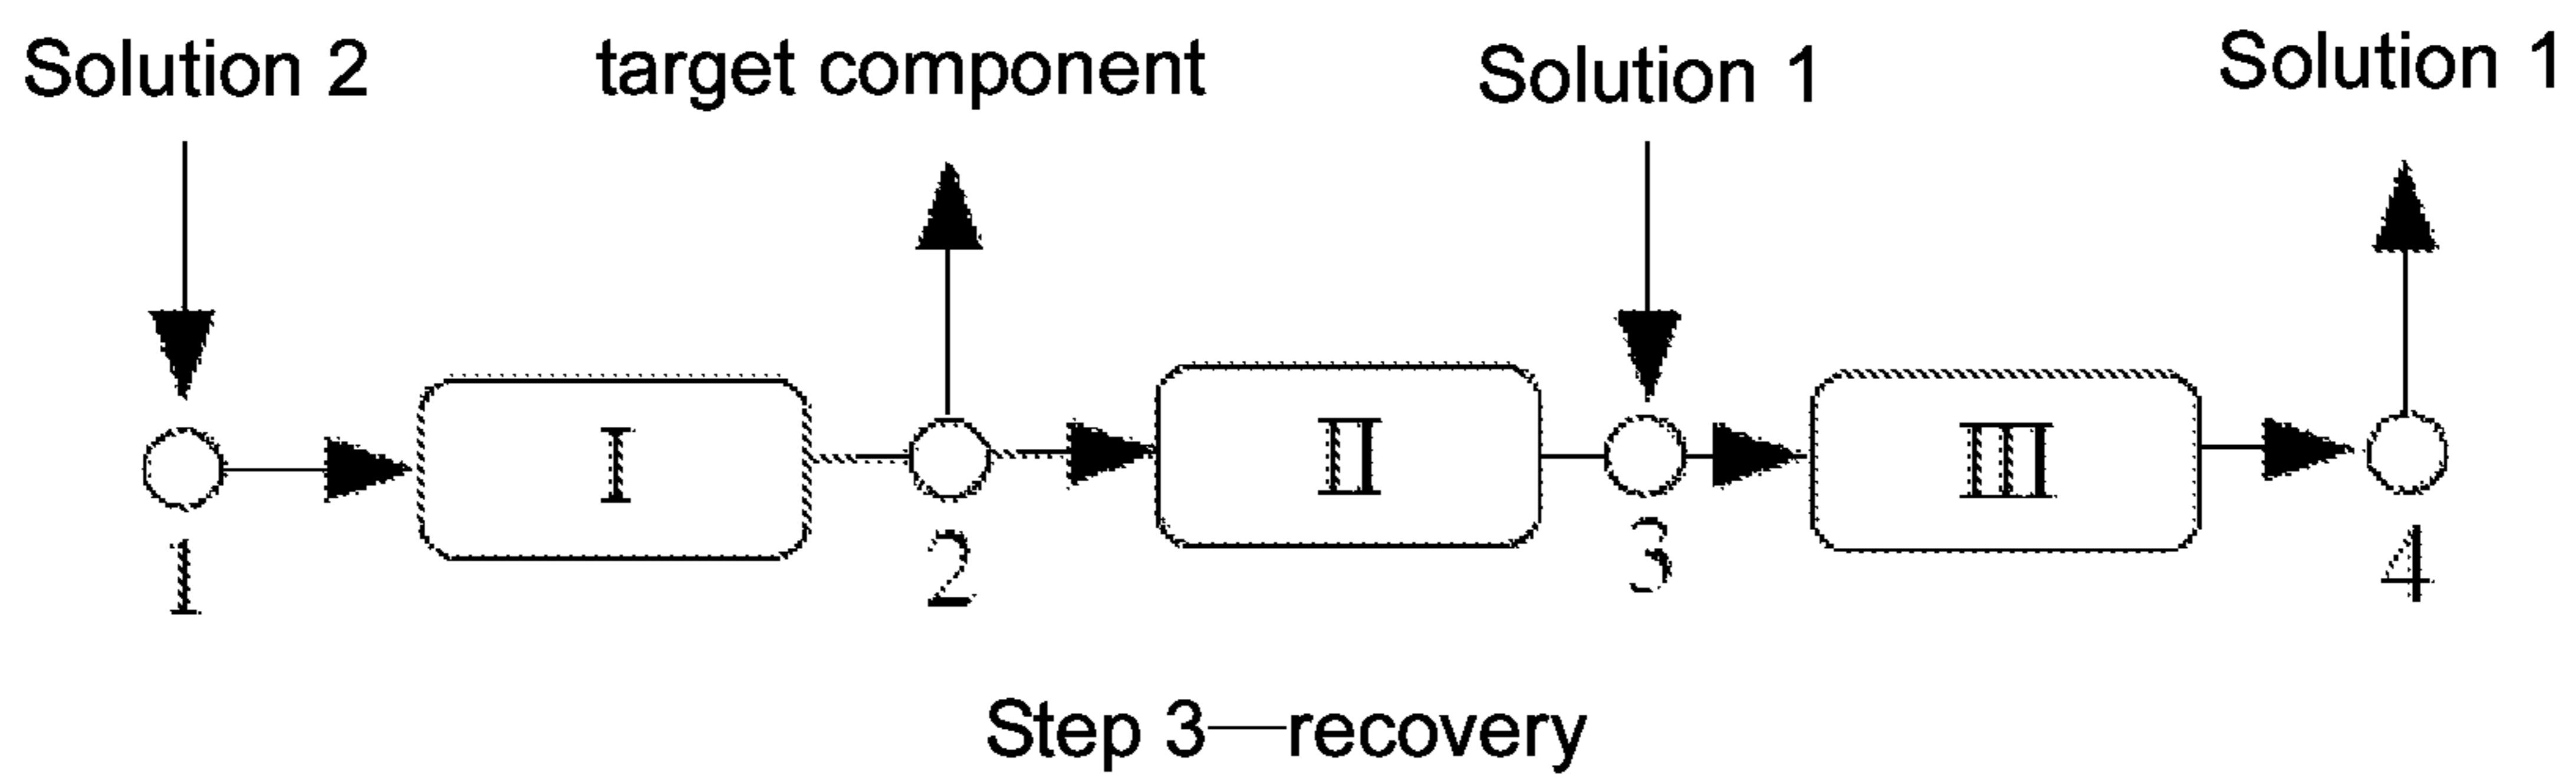 Solution 2 target component Solution 1 Solution 1
I II III
1 2 3 4
Step 3—recovery